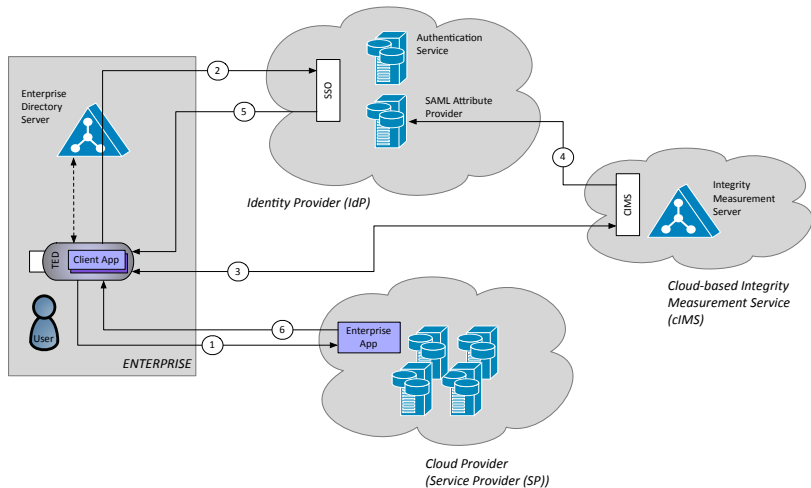 Enterprise
Directory
Server
2
5
SSO
Authentication
Service
SAML Attribute
Provider
Identity Provider (IdP)
4
CIMS
Integrity
Measurement
Server
Cloud-based Integrity
Measurement Service
(cIMS)
TED
Client App
3
User
6
1
ENTERPRISE
Enterprise
App
Cloud Provider
(Service Provider (SP))